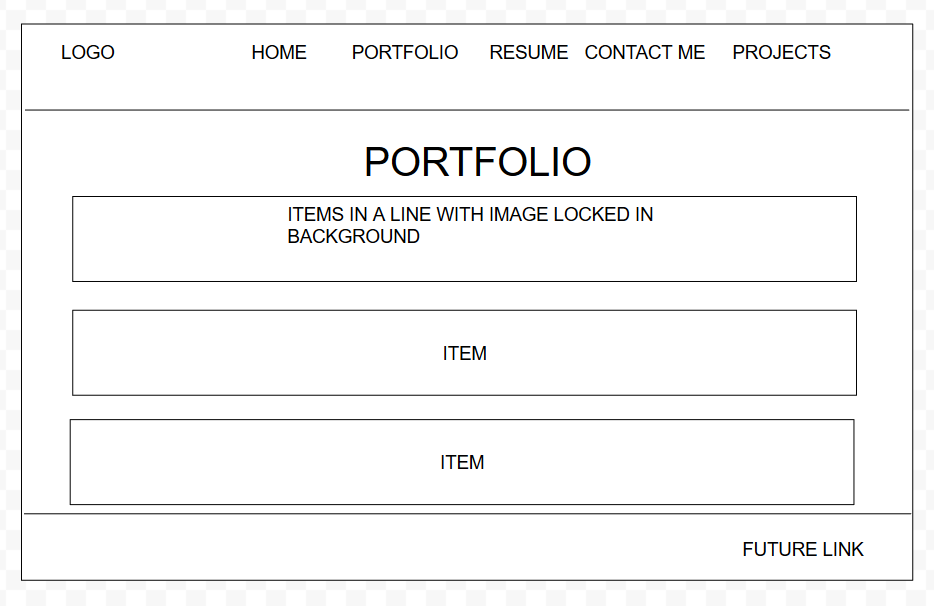 LOGO HOME PORTFOLIO RESUME CONTACT ME PROJECTS
PORTFOLIO
ITEMS IN A LINE WITH IMAGE LOCKED IN
BACKGROUND
ITEM
ITEM
FUTURE LINK